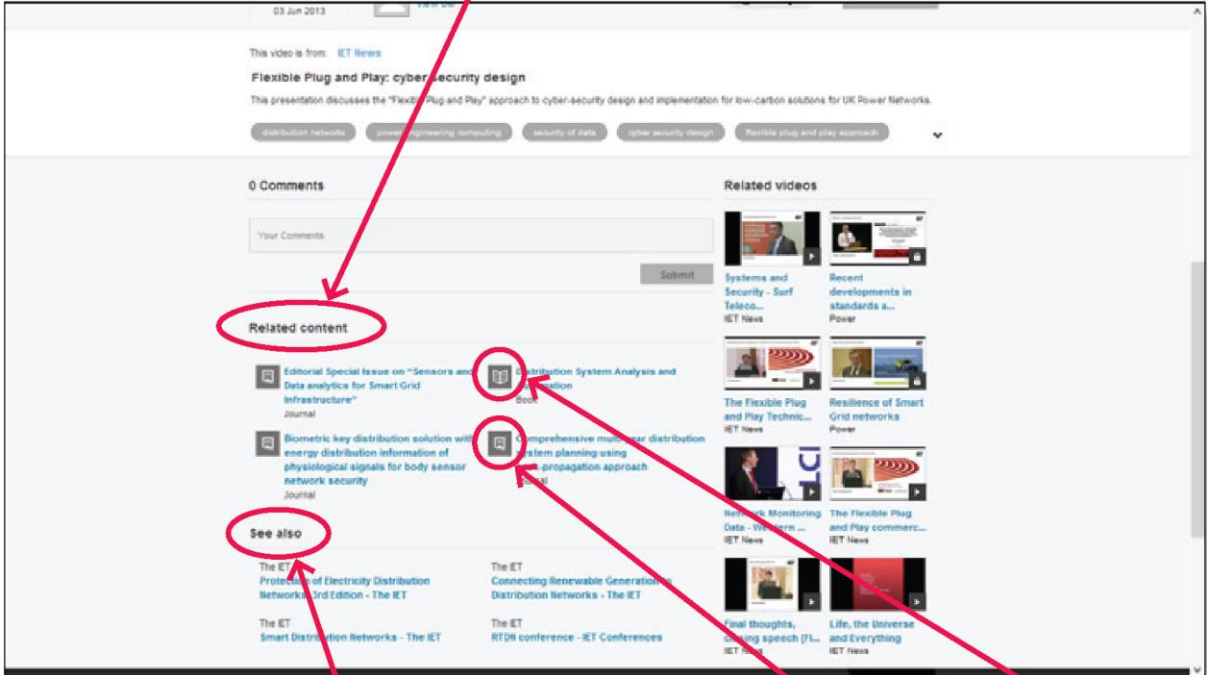 03 Jun 2013
This video is from: IET News
Flexible Plug and Play: cyber security design
This presentation discusses the "Flexible Plug and Play" approach to cyber-security design and implementation for low-carbon solutions for UK Power Networks.
distribution networks
power engineering computing
security of data
cyber security design
flexible plug and play approach
0 Comments
Your Comments
Submit
Related content
Editorial Special Issue on "Sensors and
Data analytics for Smart Grid
Infrastructure"
Journal
Distribution System Analysis and
Book
Biometric key distribution solution with
energy distribution information of
physiological signals for body sensor
network security
Journal
Comprehensive multi-year distribution
system planning using
back-propagation approach
Journal
See also
The IET
Protection of Electricity Distribution
Networks, 3rd Edition - The IET
The IET
Connecting Renewable Generation to
Distribution Networks - The IET
The IET
Smart Distribution Networks - The IET
The IET
RTDN conference - IET Conferences
Related videos
Systems and
Security - Surf
Teleco...
IET News
Recent
developments in
standards a...
Power
The Flexible Plug
and Play Technic...
IET News
Resilience of Smart
Grid networks
Power
LCI
Network Monitoring
Data - Western ...
IET News
The Flexible Plug
and Play commerc...
IET News
Final thoughts,
closing speech [Fl...
IET News
Life, the Universe
and Everything
IET News